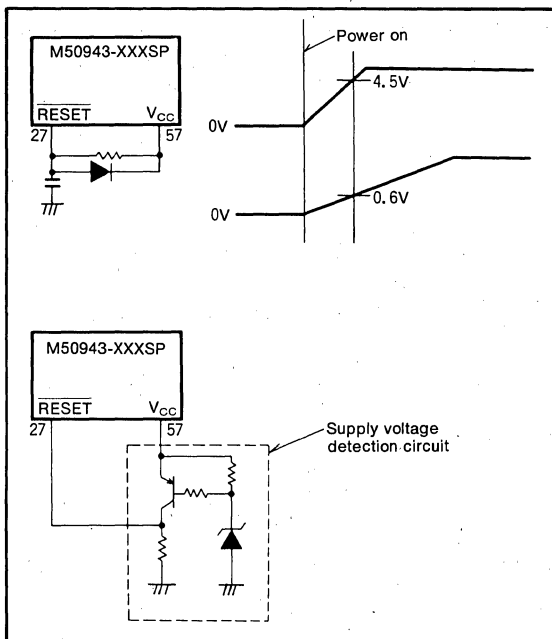 M50943-XXXSP
RESET
VCC
27
57
Power on
4.5V
0V
0.6V
0V
M50943-XXXSP
RESET
VCC
27
57
Supply voltage
detection circuit